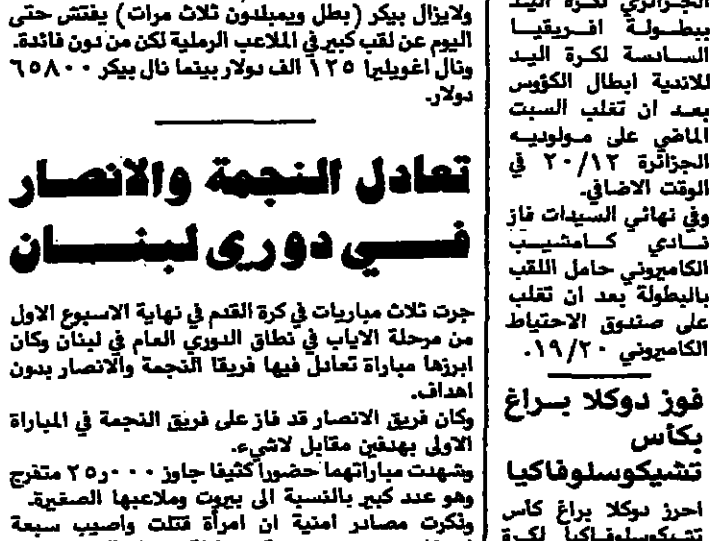 الجزائري لكرة اليد
ببطولة افريقيا
السادسة لكرة اليد
للاندية ابطال الكؤوس
بعد ان تغلب السبت
الماضي على مولوديه
الجزائرة ٢٠/١٢ في
الوقت الاضافي.
وفي نهائي السيدات فاز
نادي كامشيب
الكاميروني حامل اللقب
بالبطولة بعد ان تغلب
على صندوق الاحتياط
الكاميروني ١٩/٢٠.
فوز دوكلا براغ
بكأس
تشيكوسلوفاكيا
احرز دوكلا براغ كأس
تشيكوسلوفاكيا لكرة
ولايزال بيكر (بطل ويمبلدون ثلاث مرات) يفتش حتى
اليوم عن لقب كبير في الملاعب الرملية لكن من دون فائدة.
ونال اغويليرا ١٢٥ الف دولار بينما نال بيكر ٦٥٨٠٠
دولار.
تعادل النجمة والانصار
في دوري لبنان
جرت ثلاث مباريات في كرة القدم في نهاية الاسبوع الاول
من مرحلة الاياب في نطاق الدوري العام في لبنان وكان
ابرزها مباراة تعادل فيها فريقا النجمة والانصار بدون
اهداف.
وكان فريق الانصار قد فاز على فريق النجمة في المباراة
الاولى بهدفين مقابل لاشيء.
وشهدت مباراتهما حضورا كثيفا جاوز ٢٥ر٠٠٠ متفرج
وهو عدد كبير بالنسبة الى بيروت وملاعبها الصغيرة.
وذكرت مصادر امنية ان امرأة قتلت واصيب سبعة